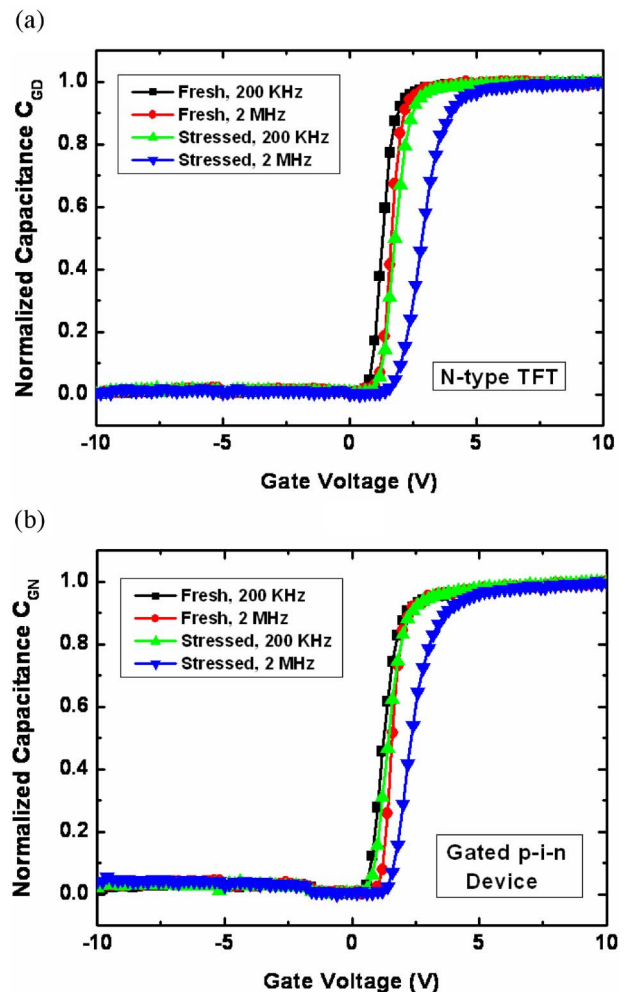 (a)
Normalized Capacitance C_GD
1.0
0.8
0.6
0.4
0.2
0.0
Fresh, 200 KHz
Fresh, 2 MHz
Stressed, 200 KHz
Stressed, 2 MHz
N-type TFT
-10
-5
0
5
10
Gate Voltage (V)
(b)
Normalized Capacitance C_GN
1.0
0.8
0.6
0.4
0.2
0.0
Fresh, 200 KHz
Fresh, 2 MHz
Stressed, 200 KHz
Stressed, 2 MHz
Gated p-i-n
Device
-10
-5
0
5
10
Gate Voltage (V)